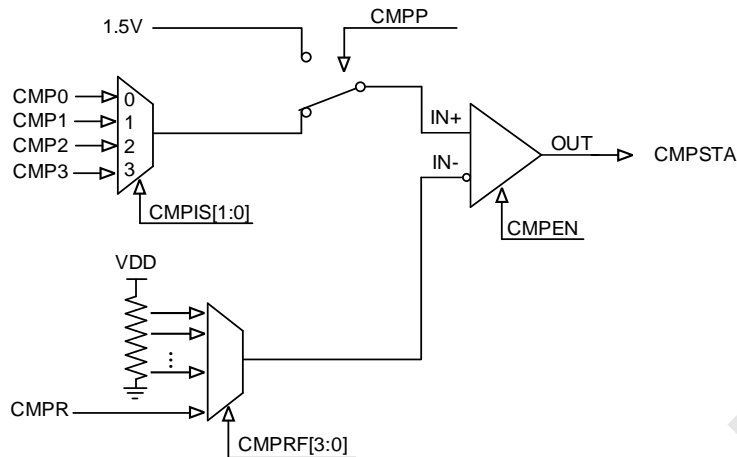 1.5V
CMPP
CMP0
0
CMP1
1
CMP2
2
CMP3
3
IN+
IN-
OUT
CMPSTA
CMPIS[1:0]
CMPEN
VDD
...
CMPR
CMPRF[3:0]